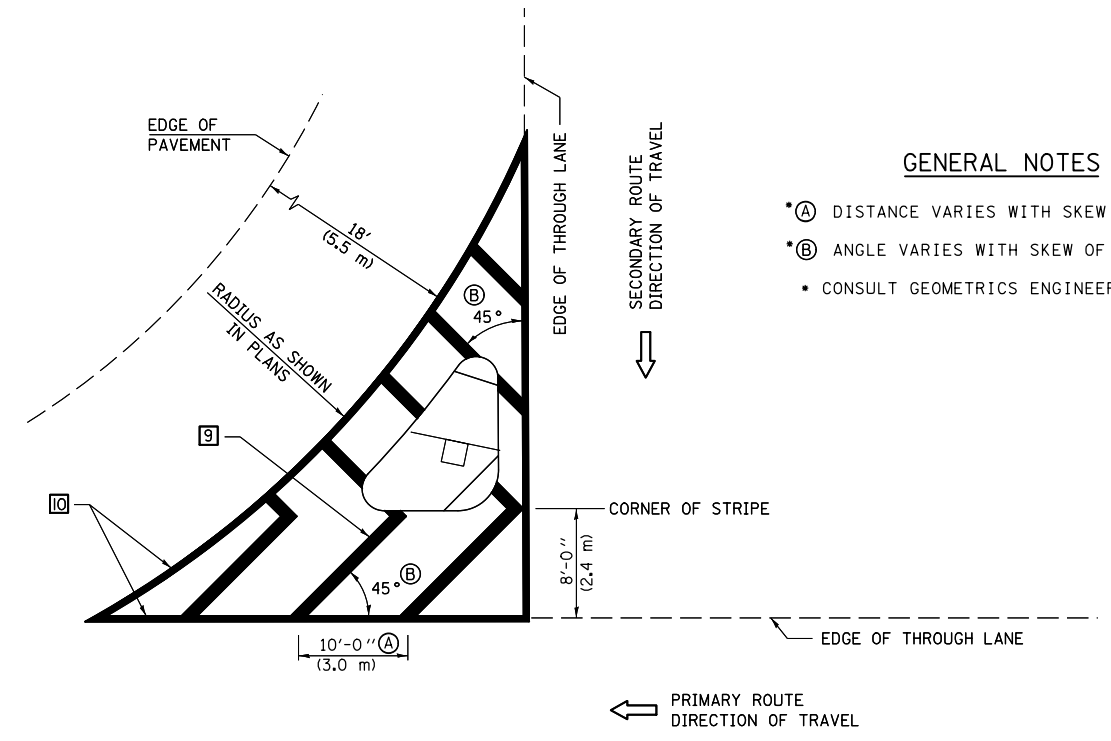 EDGE OF
PAVEMENT
18'
(5.5 m)
RADIUS AS SHOWN
IN PLANS
EDGE OF THROUGH LANE
SECONDARY ROUTE
DIRECTION OF TRAVEL
GENERAL NOTES
*Ⓐ DISTANCE VARIES WITH SKEW
*Ⓑ ANGLE VARIES WITH SKEW OF
* CONSULT GEOMETRICS ENGINEER
Ⓑ
45°
9
10
CORNER OF STRIPE
8'-0"
(2.4 m)
45° Ⓑ
10'-0" Ⓐ
(3.0 m)
EDGE OF THROUGH LANE
PRIMARY ROUTE
DIRECTION OF TRAVEL